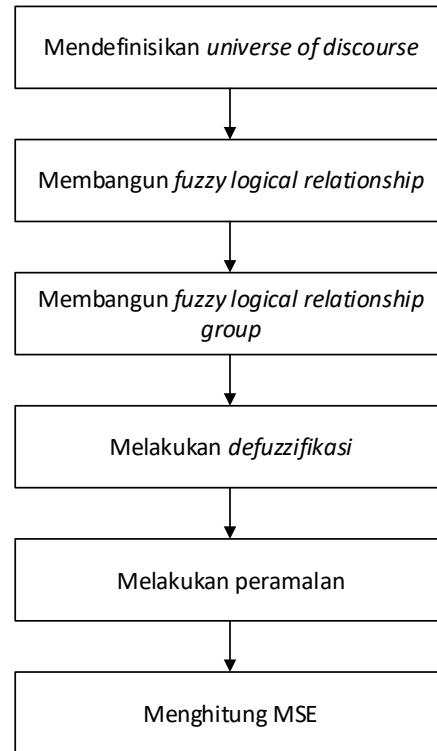 Mendefinisikan universe of discourse
Membangun fuzzy logical relationship
Membangun fuzzy logical relationship
group
Melakukan defuzzifikasi
Melakukan peramalan
Menghitung MSE